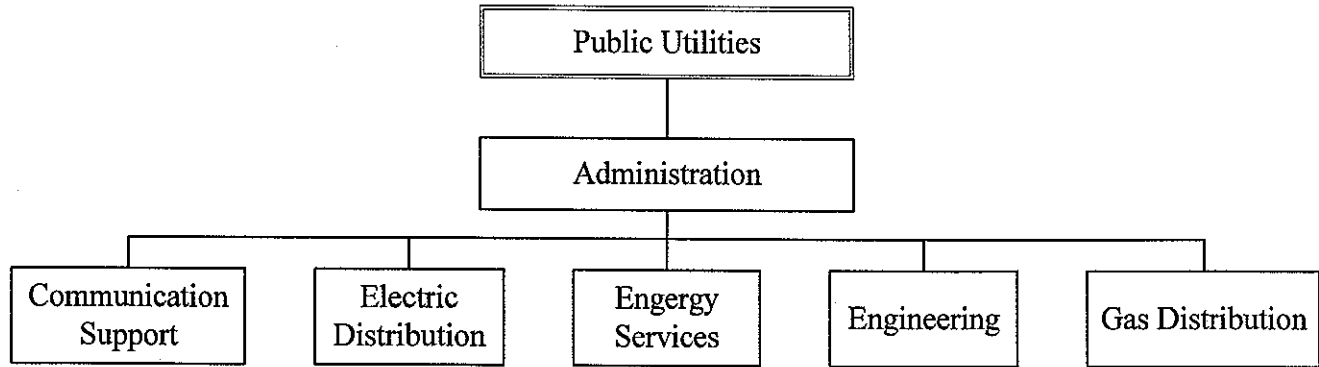 Public Utilities
Administration
Communication
Support
Electric
Distribution
Engergy
Services
Engineering
Gas Distribution